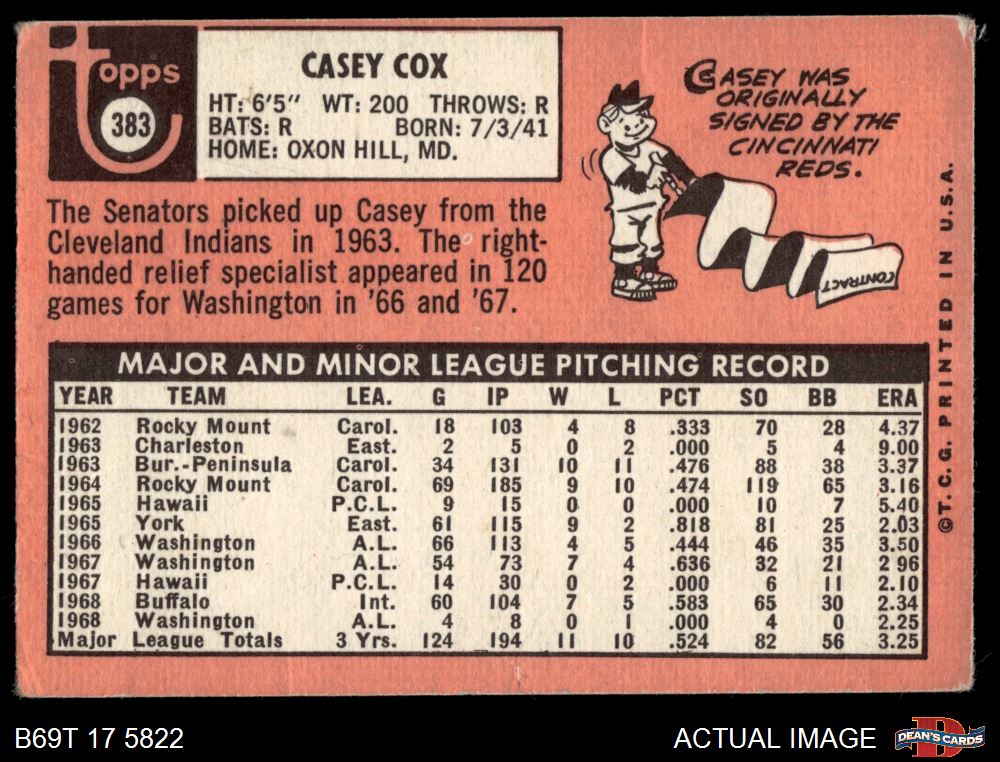 Topps
383
CASEY COX
HT: 6'5" WT: 200 THROWS: R
BATS: R BORN: 7/3/41
HOME: OXON HILL, MD.
CASEY WAS
ORIGINALLY
SIGNED BY THE
CINCINNATI
REDS.
CONTRACT
The Senators picked up Casey from the
Cleveland Indians in 1963. The right-
handed relief specialist appeared in 120
games for Washington in '66 and '67.
MAJOR AND MINOR LEAGUE PITCHING RECORD
YEAR TEAM LEA. G IP W L PCT SO BB ERA
1962 Rocky Mount Carol. 18 103 4 8 .333 70 28 4.37
1963 Charleston East. 2 5 0 2 .000 5 4 9.00
1963 Bur.-Peninsula Carol. 34 131 10 11 .476 88 38 3.37
1964 Rocky Mount Carol. 69 185 9 10 .474 119 65 3.16
1965 Hawaii P.C.L. 9 15 0 0 .000 10 7 5.40
1965 York East. 61 115 9 2 .818 81 25 2.03
1966 Washington A.L. 66 113 4 5 .444 46 35 3.50
1967 Washington A.L. 54 73 7 4 .636 32 21 2 96
1967 Hawaii P.C.L. 14 30 0 2 .000 6 11 2.10
1968 Buffalo Int. 60 104 7 5 .583 65 30 2.34
1968 Washington A.L. 4 8 0 1 .000 4 0 2.25
Major League Totals 3 Yrs. 124 194 11 10 .524 82 56 3.25
©T.C.G. PRINTED IN U.S.A.
B69T 17 5822
ACTUAL IMAGE
DEAN'S CARDS